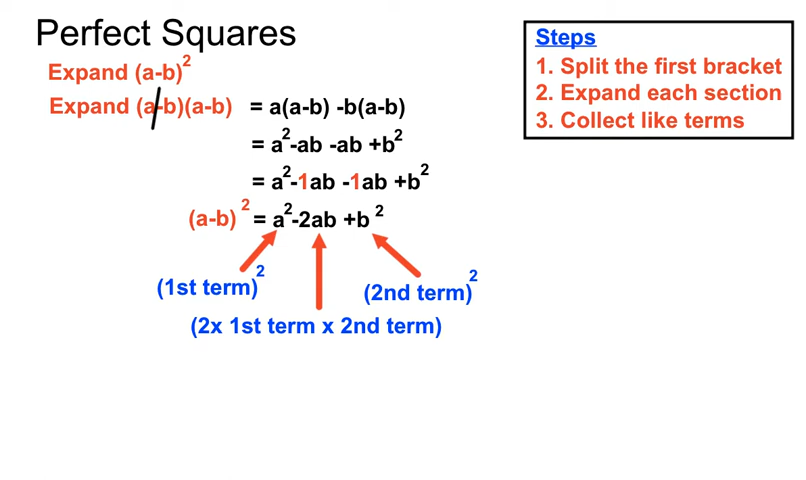 Perfect Squares
Expand (a-b)²
Expand (a-b)(a-b) = a(a-b) -b(a-b)
= a²-ab -ab +b²
= a²-1ab -1ab +b²
(a-b)² = a²-2ab +b²
(1st term)²
(2nd term)²
(2x 1st term x 2nd term)
Steps
1. Split the first bracket
2. Expand each section
3. Collect like terms